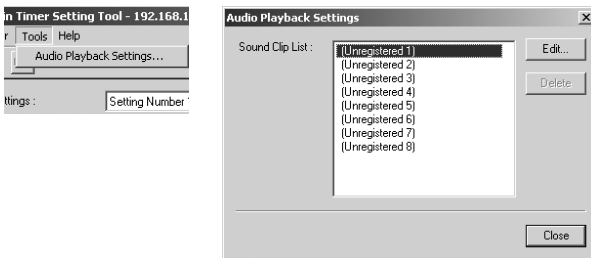 in Timer Setting Tool - 192.168.1
r Tools Help
Audio Playback Settings...
ttings : Setting Number
Audio Playback Settings
Sound Clip List :
(Unregistered 1)
(Unregistered 2)
(Unregistered 3)
(Unregistered 4)
(Unregistered 5)
(Unregistered 6)
(Unregistered 7)
(Unregistered 8)
Edit...
Delete
Close